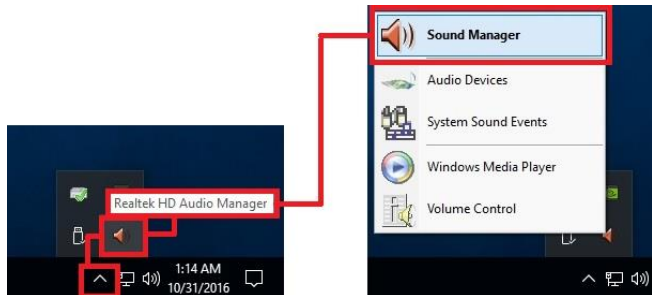 Realtek HD Audio Manager
1:14 AM
10/31/2016
Sound Manager
Audio Devices
System Sound Events
Windows Media Player
Volume Control